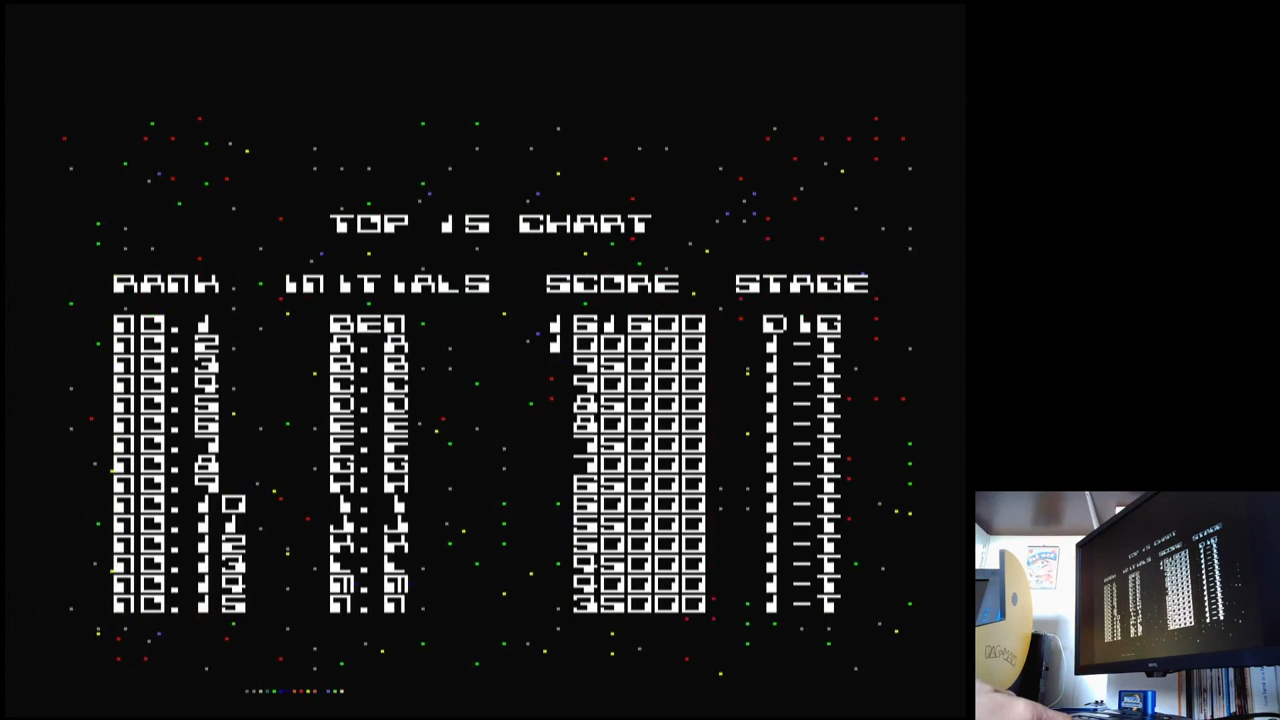 TOP 15 CHART
RANK INITIALS SCORE STAGE
NO.1 BEN 161600 DIG
NO.2 A.A 100000 1-T
NO.3 B.B 95000 1-T
NO.4 C.C 90000 1-T
NO.5 D.D 85000 1-T
NO.6 E.E 80000 1-T
NO.7 F.F 75000 1-T
NO.8 G.G 70000 1-T
NO.9 H.H 65000 1-T
NO.10 I.I 60000 1-T
NO.11 J.J 55000 1-T
NO.12 K.K 50000 1-T
NO.13 L.L 45000 1-T
NO.14 M.M 40000 1-T
NO.15 N.N 35000 1-T